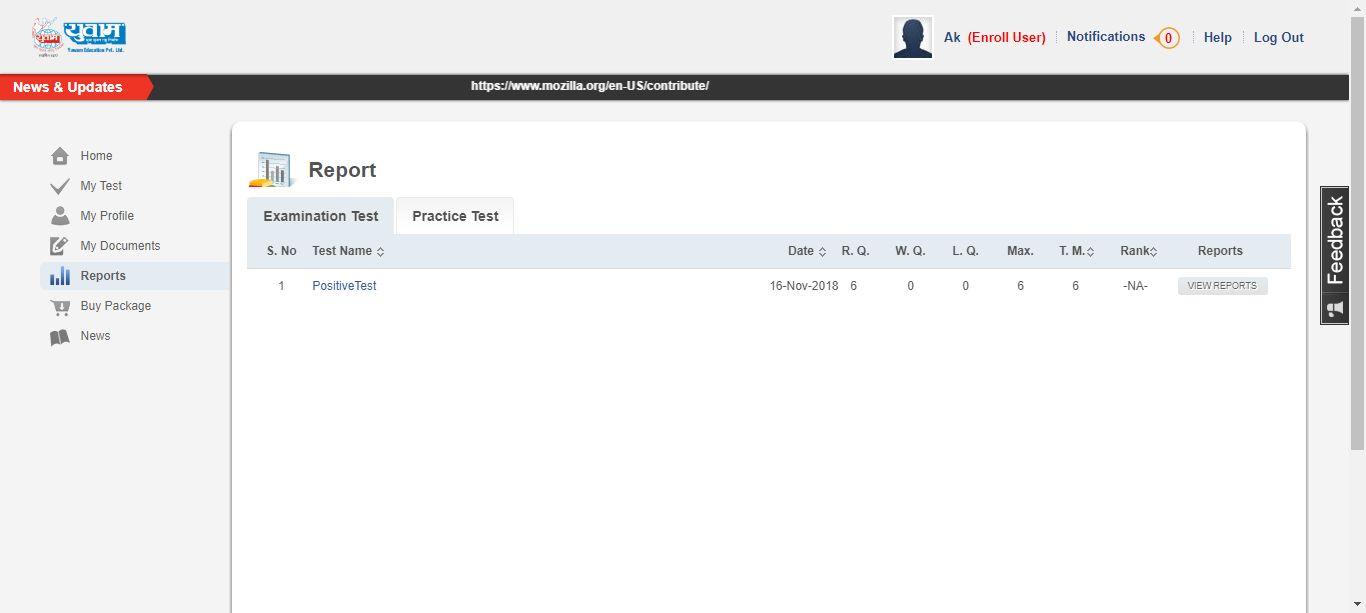 युवाम
Yuwam Education Pvt. Ltd.
Ak (Enroll User)
Notifications
0
Help
Log Out
News & Updates
https://www.mozilla.org/en-US/contribute/
Home
My Test
My Profile
My Documents
Reports
Buy Package
News
Report
Examination Test
Practice Test
S. No Test Name Date R. Q. W. Q. L. Q. Max. T. M. Rank Reports
1 PositiveTest 16-Nov-2018 6 0 0 6 6 -NA- VIEW REPORTS
Feedback